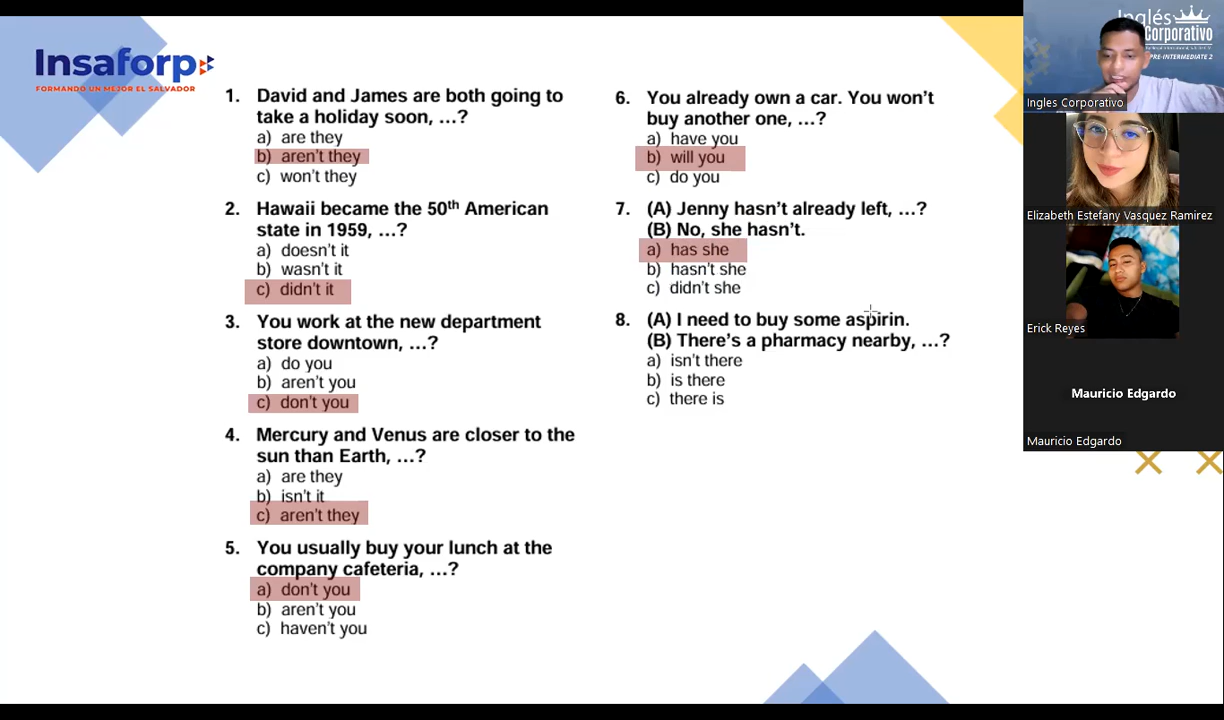 Insaforp
FORMANDO UN MEJOR EL SALVADOR
1. David and James are both going to
take a holiday soon, …?
a) are they
b) aren't they
c) won't they
2. Hawaii became the 50th American
state in 1959, …?
a) doesn't it
b) wasn't it
c) didn't it
3. You work at the new department
store downtown, …?
a) do you
b) aren't you
c) don't you
4. Mercury and Venus are closer to the
sun than Earth, …?
a) are they
b) isn't it
c) aren't they
5. You usually buy your lunch at the
company cafeteria, …?
a) don't you
b) aren't you
c) haven't you
6. You already own a car. You won't
buy another one, …?
a) have you
b) will you
c) do you
7. (A) Jenny hasn't already left, …?
(B) No, she hasn't.
a) has she
b) hasn't she
c) didn't she
8. (A) I need to buy some aspirin.
(B) There's a pharmacy nearby, …?
a) isn't there
b) is there
c) there is
Inglés
Corporativo
PRE-INTERMEDIATE 2
Ingles Corporativo
Elizabeth Estefany Vasquez Ramirez
Erick Reyes
Mauricio Edgardo
Mauricio Edgardo